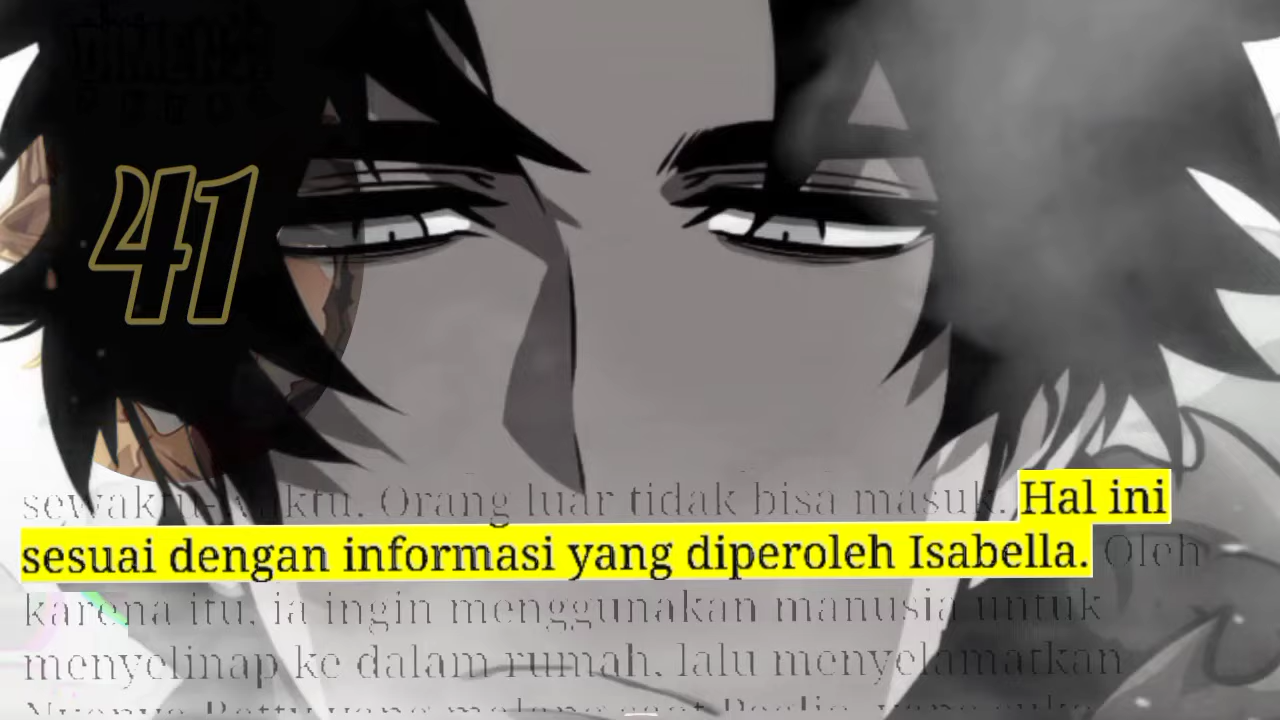 41
sewaktu-waktu. Orang luar tidak bisa masuk. Hal ini
sesuai dengan informasi yang diperoleh Isabella. Oleh
karena itu, ia ingin menggunakan manusia untuk
menyelinap ke dalam rumah, lalu menyelamatkan